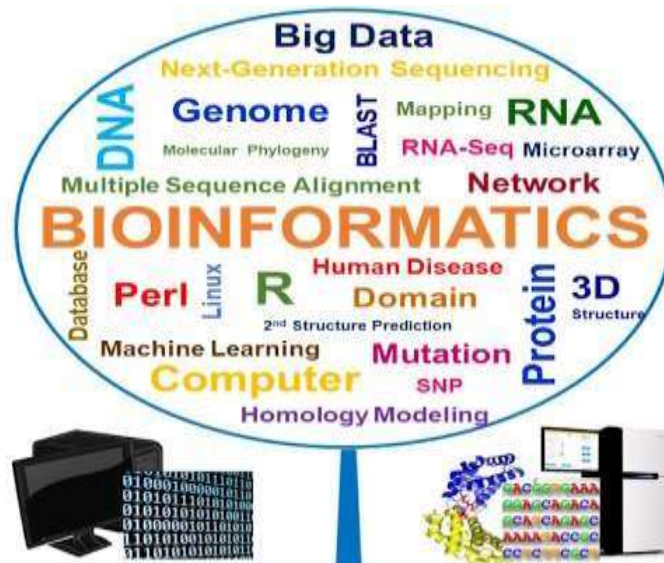 Big Data
Next-Generation Sequencing
DNA
Genome
BLAST
Mapping
RNA
Molecular Phylogeny
RNA-Seq
Microarray
Multiple Sequence Alignment
Network
BIOINFORMATICS
Database
Perl
Linux
R
Human Disease
Domain
2nd Structure Prediction
Protein
3D
Structure
Machine Learning
Mutation
Computer
SNP
Homology Modeling